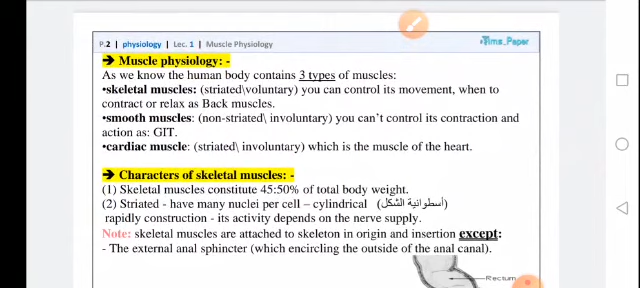 P.2 | physiology | Lec. 1 | Muscle Physiology
Tims_Paper
➔ Muscle physiology: -
As we know the human body contains 3 types of muscles:
•skeletal muscles: (striated\voluntary) you can control its movement, when to
contract or relax as Back muscles.
•smooth muscles: (non-striated\ involuntary) you can't control its contraction and
action as: GIT.
•cardiac muscle: (striated\ involuntary) which is the muscle of the heart.
➔ Characters of skeletal muscles: -
(1) Skeletal muscles constitute 45:50% of total body weight.
(2) Striated - have many nuclei per cell – cylindrical (أسطوانية الشكل)
rapidly construction - its activity depends on the nerve supply.
Note: skeletal muscles are attached to skeleton in origin and insertion except:
- The external anal sphincter (which encircling the outside of the anal canal).
Rectum